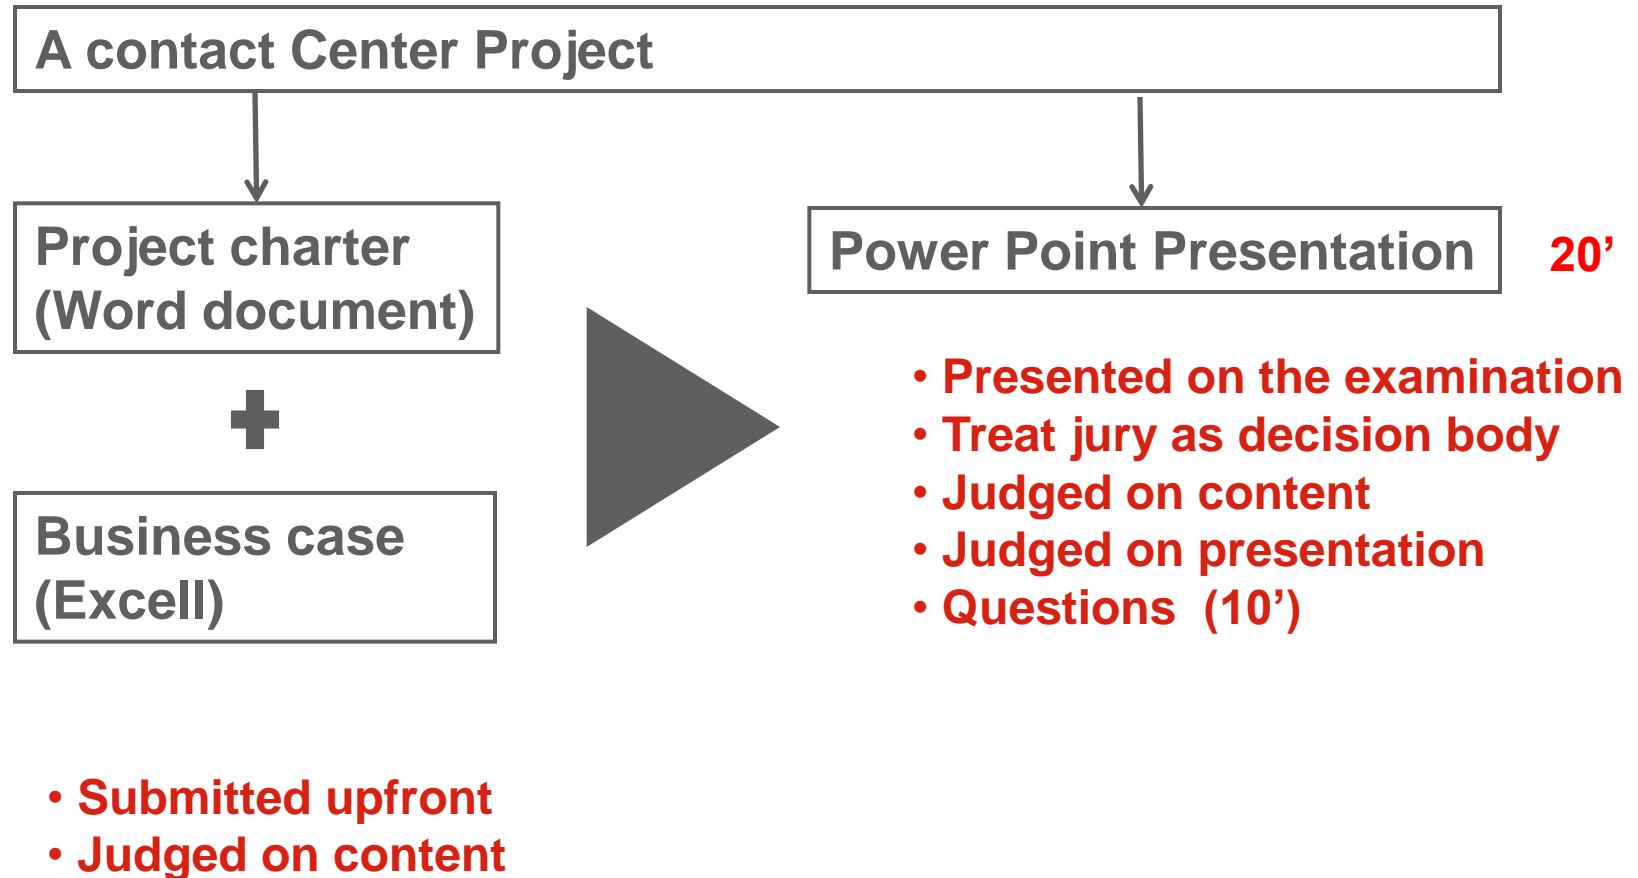 A contact Center Project
Project charter
(Word document)
Business case
(Excell)
• Submitted upfront
• Judged on content
Power Point Presentation
20’
• Presented on the examination
• Treat jury as decision body
• Judged on content
• Judged on presentation
• Questions (10’)